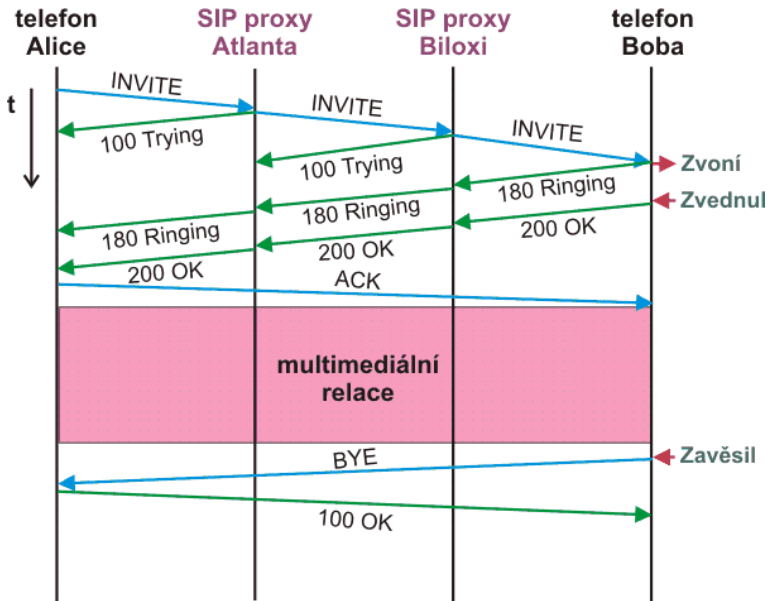 telefon
Alice
SIP proxy
Atlanta
SIP proxy
Biloxi
telefon
Boba
t
INVITE
INVITE
INVITE
100 Trying
100 Trying
Zvoní
180 Ringing
180 Ringing
180 Ringing
Zvednul
200 OK
200 OK
200 OK
ACK
multimediální
relace
BYE
Zavěsil
100 OK